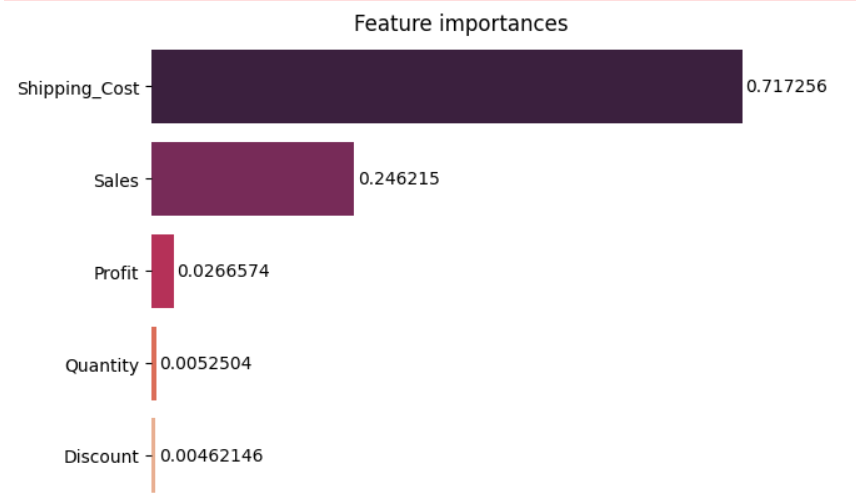 Feature importances
Shipping_Cost 0.717256
Sales 0.246215
Profit 0.0266574
Quantity 0.0052504
Discount 0.00462146